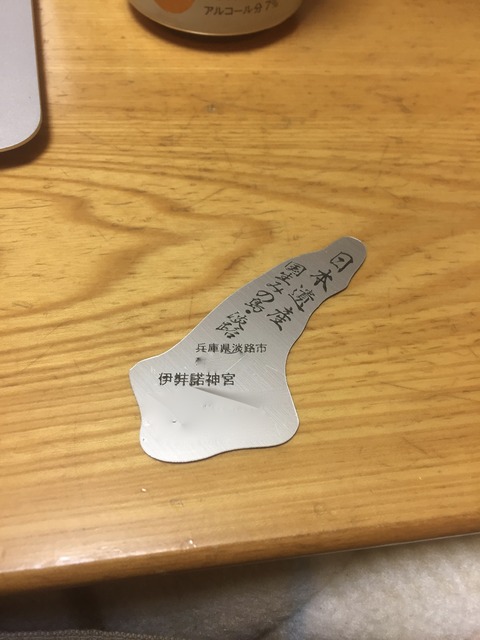 アルコール分7%
日本遺産
国生みの島・淡路
兵庫県淡路市
伊弉諾神宮